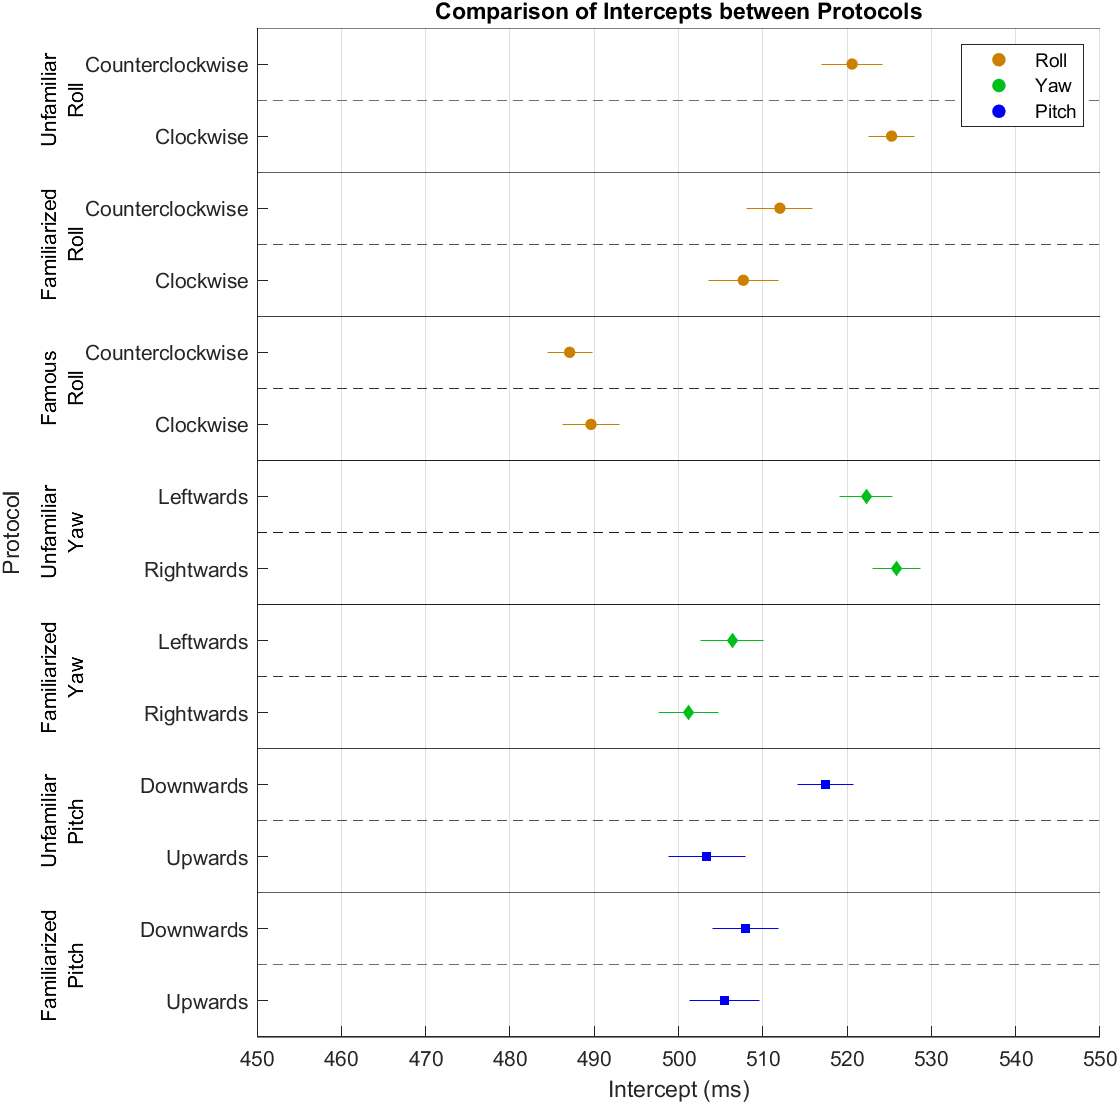 Comparison of Intercepts between Protocols
Roll
Yaw
Pitch
Protocol
Unfamiliar
Roll
Counterclockwise
Clockwise
Familiarized
Roll
Counterclockwise
Clockwise
Famous
Roll
Counterclockwise
Clockwise
Unfamiliar
Yaw
Leftwards
Rightwards
Familiarized
Yaw
Leftwards
Rightwards
Unfamiliar
Pitch
Downwards
Upwards
Familiarized
Pitch
Downwards
Upwards
450 460 470 480 490 500 510 520 530 540 550
Intercept (ms)